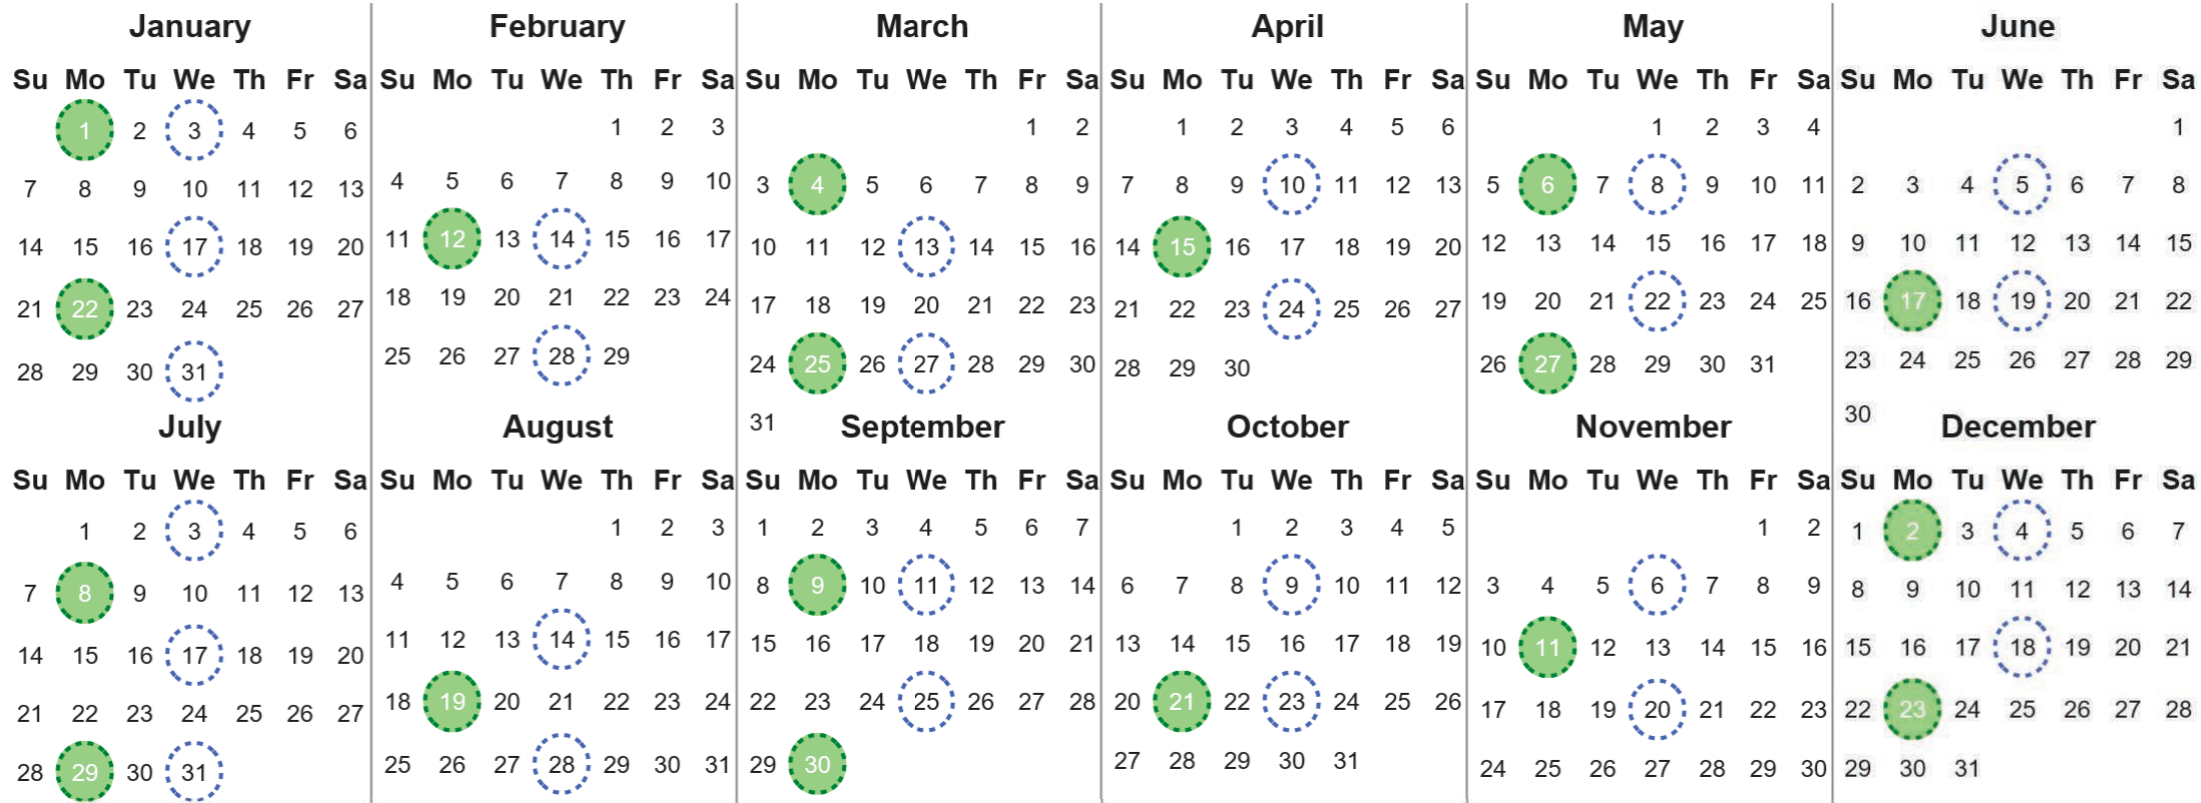 January February March April May June
Su Mo Tu We Th Fr Sa Su Mo Tu We Th Fr Sa Su Mo Tu We Th Fr Sa Su Mo Tu We Th Fr Sa Su Mo Tu We Th Fr Sa Su Mo Tu We Th Fr Sa
1 2 3 4 5 6 1 2 3 1 2 1 2 3 4 5 6 1 2 3 4 1
7 8 9 10 11 12 13 4 5 6 7 8 9 10 3 4 5 6 7 8 9 7 8 9 10 11 12 13 5 6 7 8 9 10 11 2 3 4 5 6 7 8
14 15 16 17 18 19 20 11 12 13 14 15 16 17 10 11 12 13 14 15 16 14 15 16 17 18 19 20 12 13 14 15 16 17 18 9 10 11 12 13 14 15
21 22 23 24 25 26 27 18 19 20 21 22 23 24 17 18 19 20 21 22 23 21 22 23 24 25 26 27 19 20 21 22 23 24 25 16 17 18 19 20 21 22
28 29 30 31 25 26 27 28 29 24 25 26 27 28 29 30 28 29 30 26 27 28 29 30 31 23 24 25 26 27 28 29
31 30
July August September October November December
Su Mo Tu We Th Fr Sa Su Mo Tu We Th Fr Sa Su Mo Tu We Th Fr Sa Su Mo Tu We Th Fr Sa Su Mo Tu We Th Fr Sa Su Mo Tu We Th Fr Sa
1 2 3 4 5 6 1 2 3 1 2 3 4 5 6 7 1 2 3 4 5 1 2 1 2 3 4 5 6 7
7 8 9 10 11 12 13 4 5 6 7 8 9 10 8 9 10 11 12 13 14 6 7 8 9 10 11 12 3 4 5 6 7 8 9 8 9 10 11 12 13 14
14 15 16 17 18 19 20 11 12 13 14 15 16 17 15 16 17 18 19 20 21 13 14 15 16 17 18 19 10 11 12 13 14 15 16 15 16 17 18 19 20 21
21 22 23 24 25 26 27 18 19 20 21 22 23 24 22 23 24 25 26 27 28 20 21 22 23 24 25 26 17 18 19 20 21 22 23 22 23 24 25 26 27 28
28 29 30 31 25 26 27 28 29 30 31 29 30 27 28 29 30 31 24 25 26 27 28 29 30 29 30 31